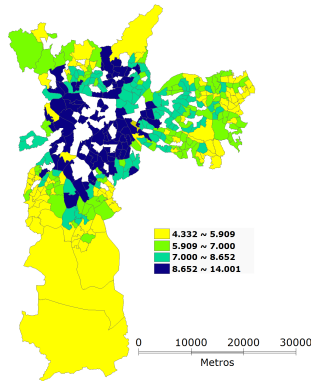 4.332 ~ 5.909
5.909 ~ 7.000
7.000 ~ 8.652
8.652 ~ 14.001
0 10000 20000 30000
Metros